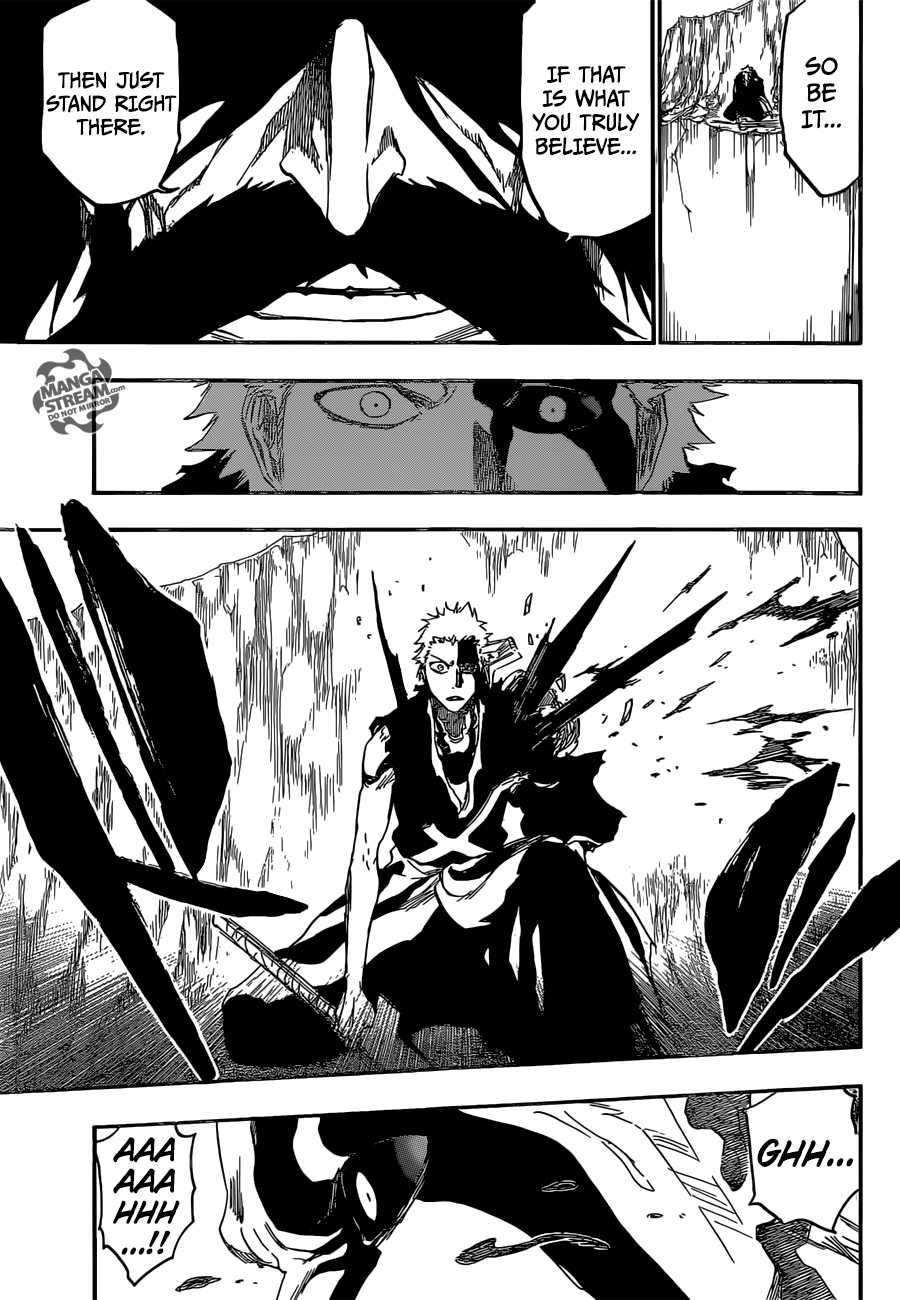 SO
BE
IT...
IF THAT
IS WHAT
YOU TRULY
BELIEVE...
THEN JUST
STAND RIGHT
THERE.
MANGA
STREAM.com
DO NOT MIRROR
GHH...
AAA
AAA
HHH
...!!